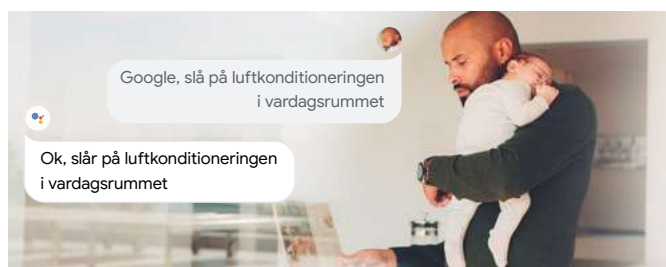 Google, slå på luftkonditioneringen
i vardagsrummet
Ok, slår på luftkonditioneringen
i vardagsrummet